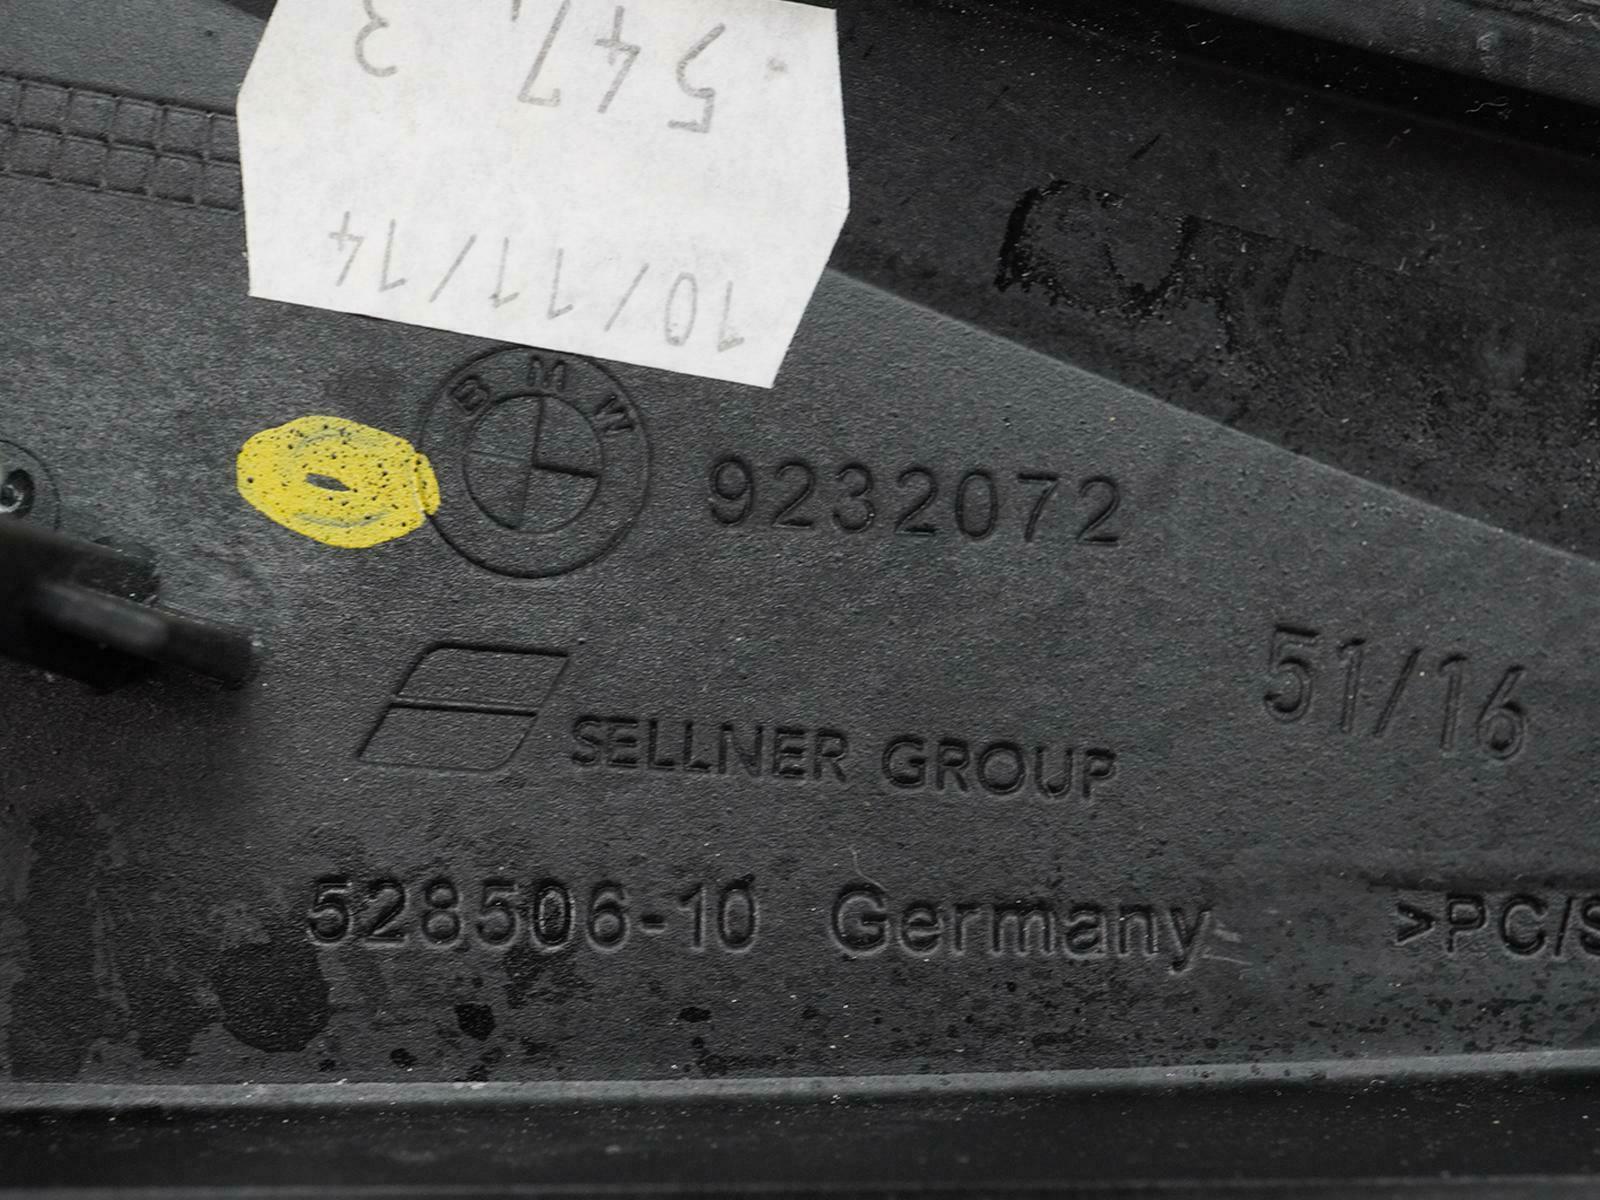 547,3
10/11/14
BMW
9232072
51/16
SELLNER GROUP
528506-10 Germany >PC/S